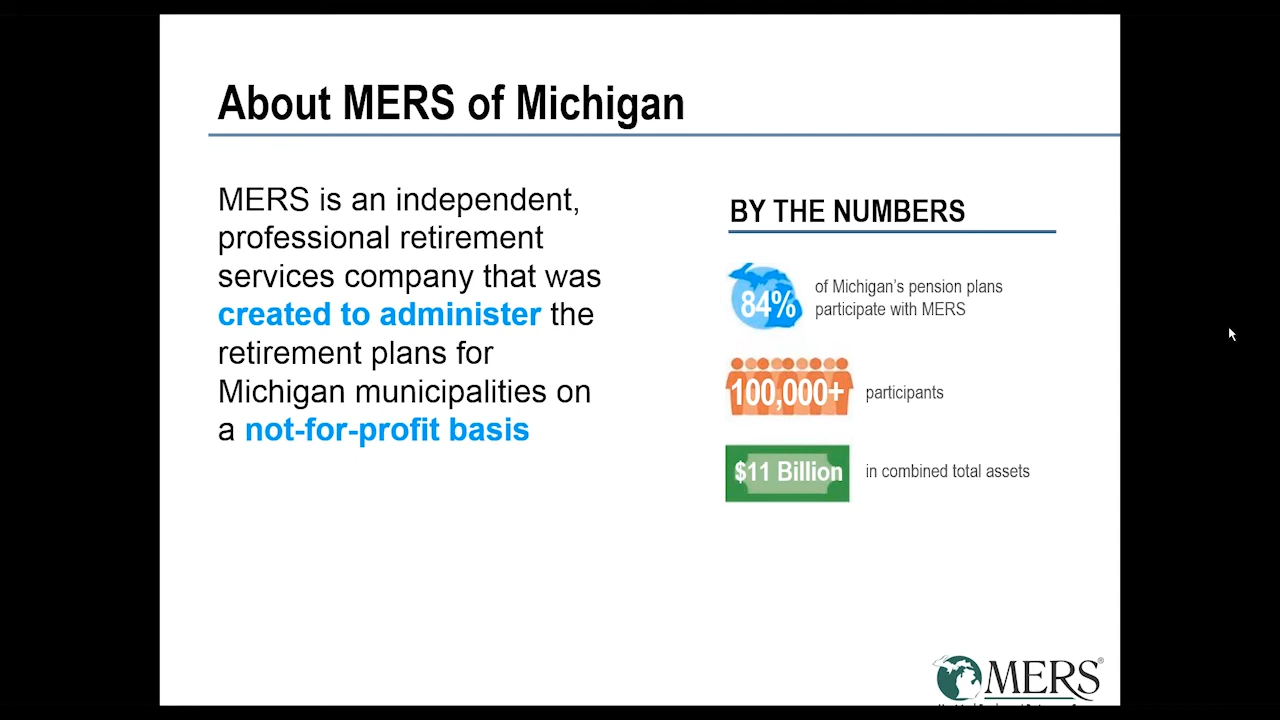 About MERS of Michigan
MERS is an independent,
professional retirement
services company that was
created to administer the
retirement plans for
Michigan municipalities on
a not-for-profit basis
BY THE NUMBERS
84%
of Michigan's pension plans
participate with MERS
100,000+
participants
$11 Billion
in combined total assets
MERS®